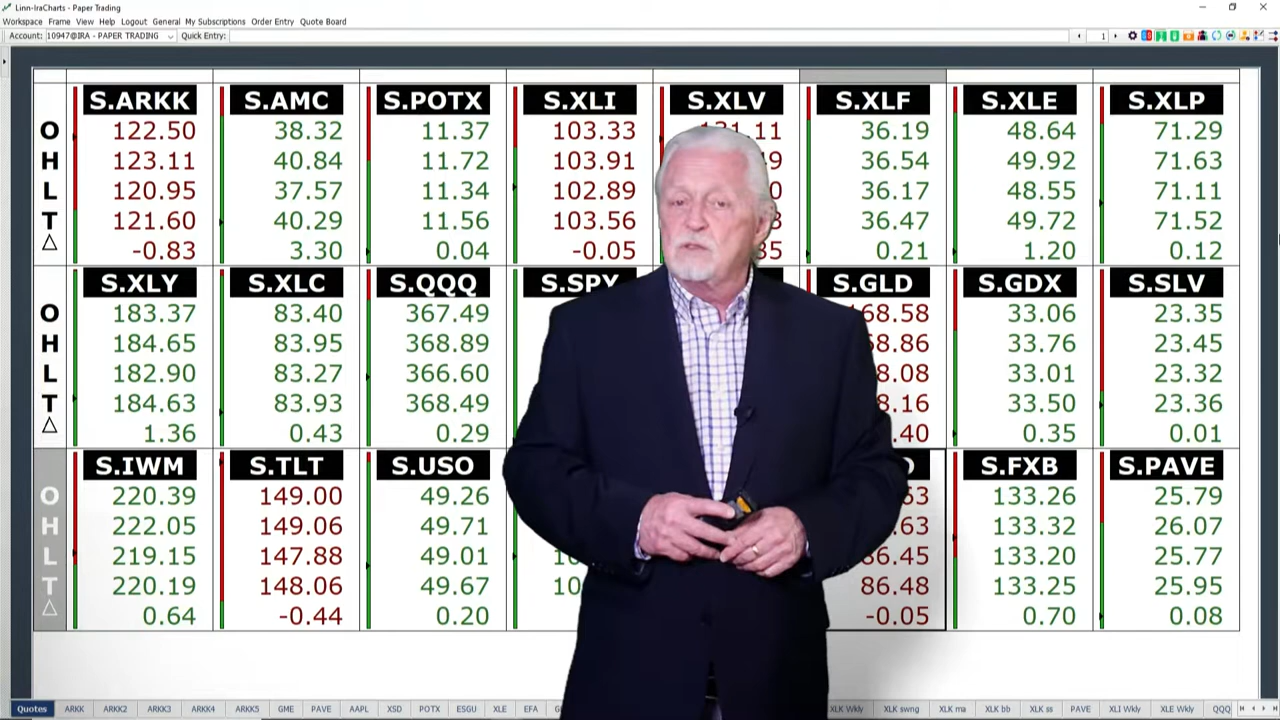 Linn-IraCharts - Paper Trading
Workspace Frame View Help Logout General My Subscriptions Order Entry Quote Board
Account: 10947@IRA - PAPER TRADING Quick Entry: 1
S.ARKK S.AMC S.POTX S.XLI S.XLV S.XLF S.XLE S.XLP
O 122.50 38.32 11.37 103.33 131.11 36.19 48.64 71.29
H 123.11 40.84 11.72 103.91 36.54 49.92 71.63
L 120.95 37.57 11.34 102.89 36.17 48.55 71.11
T 121.60 40.29 11.56 103.56 36.47 49.72 71.52
△ -0.83 3.30 0.04 -0.05 0.21 1.20 0.12
S.XLY S.XLC S.QQQ S.SPY S.GLD S.GDX S.SLV
O 183.37 83.40 367.49 168.58 33.06 23.35
H 184.65 83.95 368.89 33.76 23.45
L 182.90 83.27 366.60 33.01 23.32
T 184.63 83.93 368.49 33.50 23.36
△ 1.36 0.43 0.29 0.35 0.01
S.IWM S.TLT S.USO S.FXB S.PAVE
O 220.39 149.00 49.26 133.26 25.79
H 222.05 149.06 49.71 133.32 26.07
L 219.15 147.88 49.01 86.45 133.20 25.77
T 220.19 148.06 49.67 86.48 133.25 25.95
△ 0.64 -0.44 0.20 -0.05 0.70 0.08
Quotes ARKK ARKK2 ARKK3 ARKK4 ARKK5 GME PAVE AAPL XSD POTX ESGU XLE EFA XLK Wkly XLK swng XLK ma XLK bb XLK ss PAVE XLI Wkly XLE Wkly QQQ